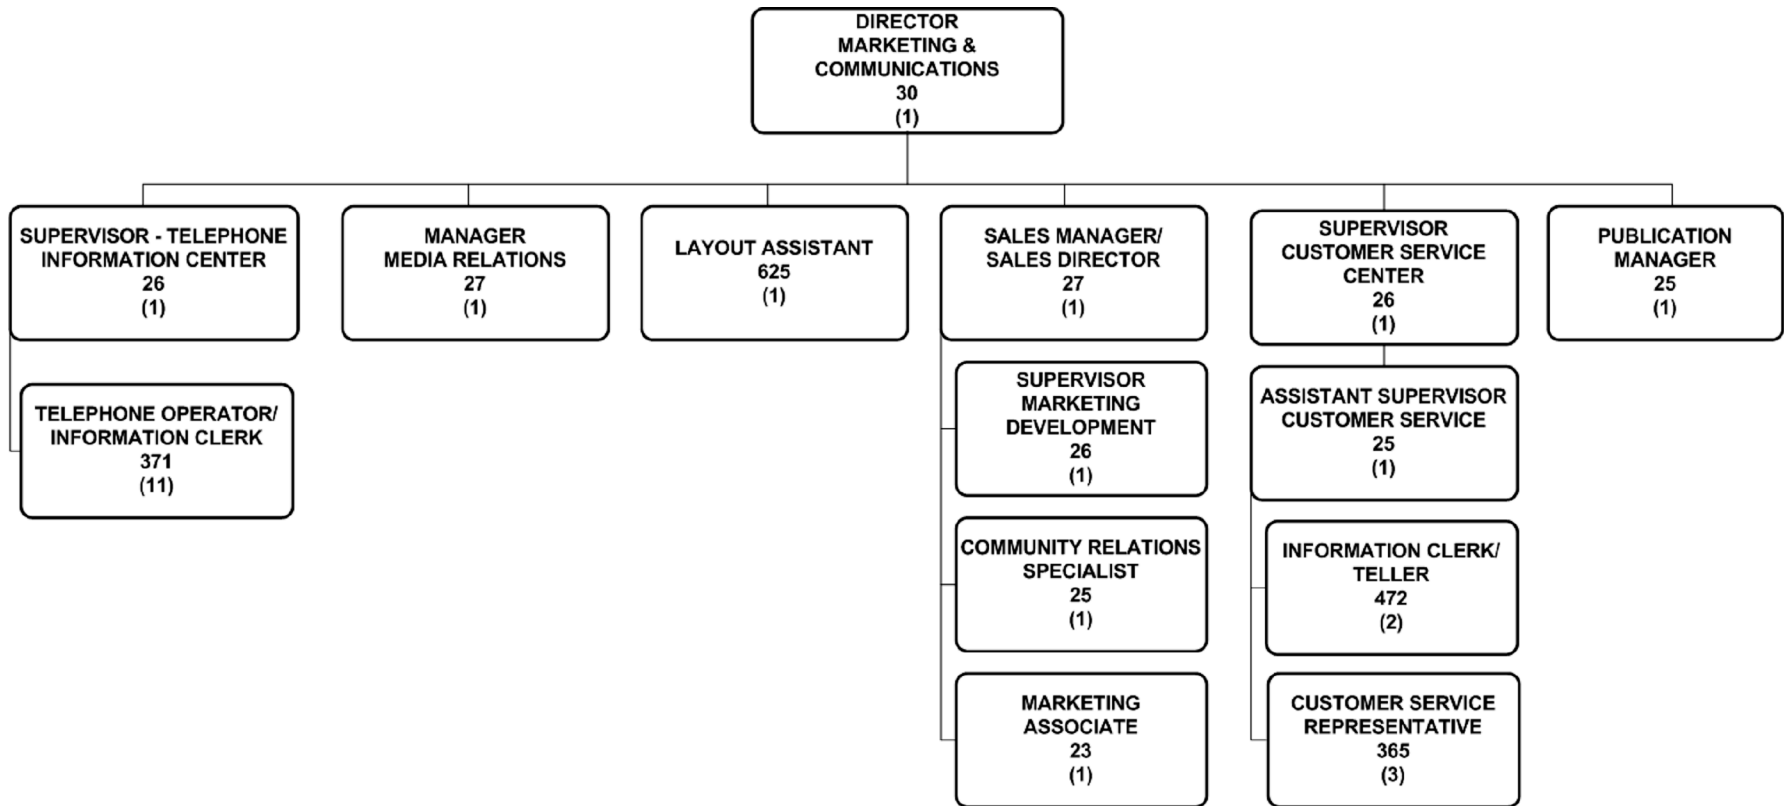 DIRECTOR
MARKETING &
COMMUNICATIONS
30
(1)
SUPERVISOR - TELEPHONE
INFORMATION CENTER
26
(1)
MANAGER
MEDIA RELATIONS
27
(1)
LAYOUT ASSISTANT
625
(1)
SALES MANAGER/
SALES DIRECTOR
27
(1)
SUPERVISOR
CUSTOMER SERVICE
CENTER
26
(1)
PUBLICATION
MANAGER
25
(1)
TELEPHONE OPERATOR/
INFORMATION CLERK
371
(11)
SUPERVISOR
MARKETING
DEVELOPMENT
26
(1)
ASSISTANT SUPERVISOR
CUSTOMER SERVICE
25
(1)
COMMUNITY RELATIONS
SPECIALIST
25
(1)
INFORMATION CLERK/
TELLER
472
(2)
MARKETING
ASSOCIATE
23
(1)
CUSTOMER SERVICE
REPRESENTATIVE
365
(3)